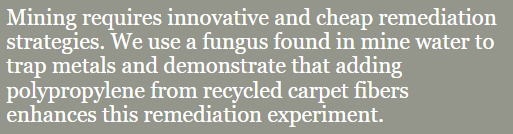 Mining requires innovative and cheap remediation
strategies. We use a fungus found in mine water to
trap metals and demonstrate that adding
polypropylene from recycled carpet fibers
enhances this remediation experiment.